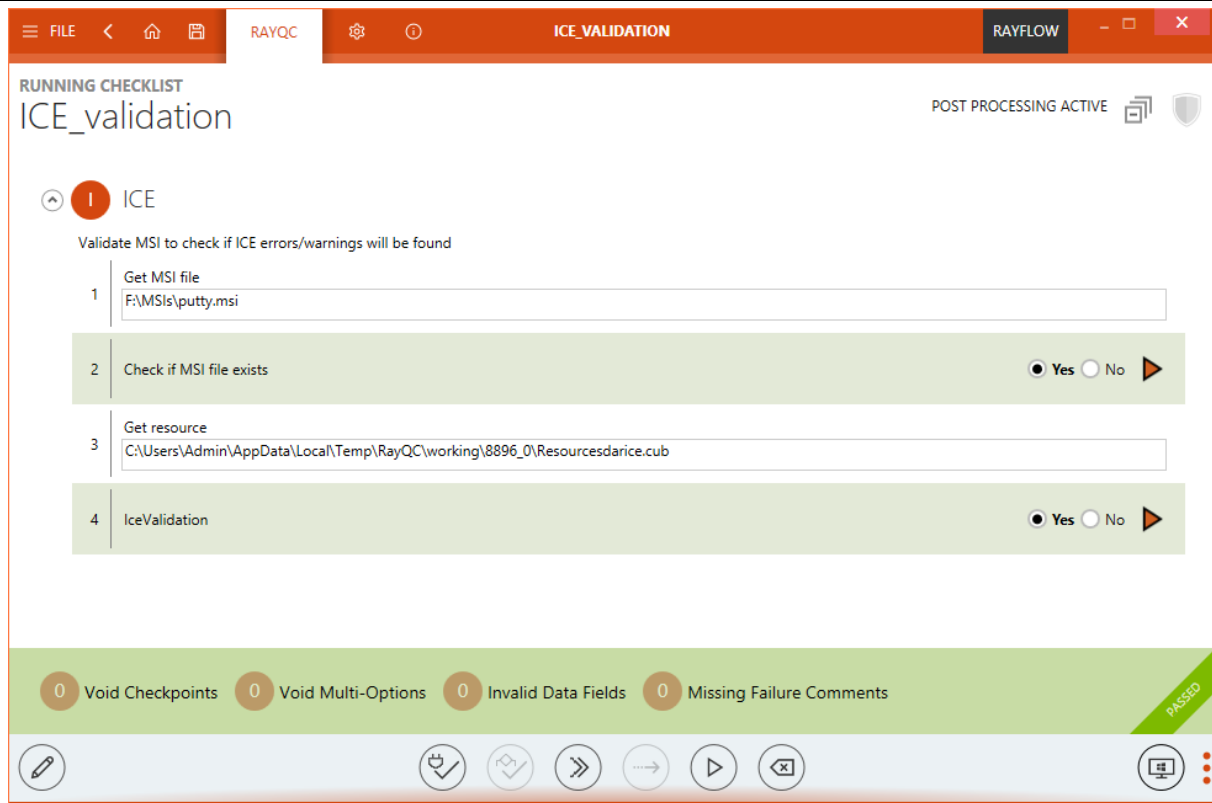 FILE
RAYQC
ICE_VALIDATION
RAYFLOW
RUNNING CHECKLIST
ICE_validation
POST PROCESSING ACTIVE
I ICE
Validate MSI to check if ICE errors/warnings will be found
Get MSI file
1
F:\MSIs\putty.msi
2 Check if MSI file exists Yes No
Get resource
3
C:\Users\Admin\AppData\Local\Temp\RayQC\working\8896_0\Resourcesdarice.cub
4 IceValidation Yes No
0 Void Checkpoints 0 Void Multi-Options 0 Invalid Data Fields 0 Missing Failure Comments
PASSED